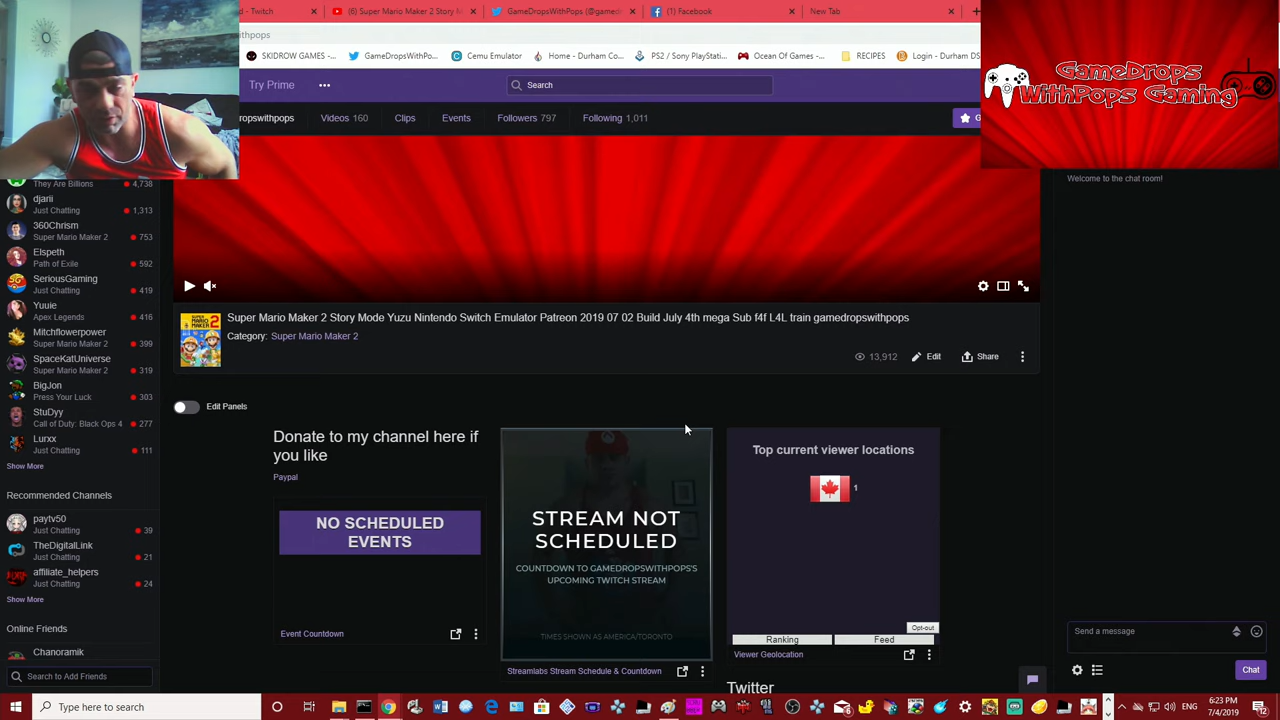 d - Twitch
(6) Super Mario Maker 2 Story M
GameDropsWithPops (@gamed
(1) Facebook
New Tab
ithpops
SKIDROW GAMES -...
GameDropsWithPo...
Cemu Emulator
Home - Durham Co...
PS2 / Sony PlayStati...
Ocean Of Games -...
RECIPES
Login - Durham DS
GameDrops
WithPops Gaming
Try Prime
Search
ropswithpops
Videos 160
Clips
Events
Followers 797
Following 1,011
Welcome to the chat room!
They Are Billions
4,738
djarii
Just Chatting
1,313
360Chrism
Super Mario Maker 2
753
Elspeth
Path of Exile
592
SeriousGaming
Just Chatting
419
Yuuie
Apex Legends
416
Mitchflowerpower
Super Mario Maker 2
399
SpaceKatUniverse
Super Mario Maker 2
319
BigJon
Press Your Luck
303
StuDyy
Call of Duty: Black Ops 4
277
Lurxx
Just Chatting
111
Show More
Recommended Channels
paytv50
Just Chatting
39
TheDigitalLink
Just Chatting
21
affiliate_helpers
Just Chatting
24
Show More
Online Friends
Chanoramik
Search to Add Friends
Super Mario Maker 2 Story Mode Yuzu Nintendo Switch Emulator Patreon 2019 07 02 Build July 4th mega Sub f4f L4L train gamedropswithpops
Category: Super Mario Maker 2
13,912
Edit
Share
Edit Panels
Donate to my channel here if
you like
Paypal
NO SCHEDULED
EVENTS
Event Countdown
STREAM NOT
SCHEDULED
COUNTDOWN TO GAMEDROPSWITHPOPS'S
UPCOMING TWITCH STREAM
TIMES SHOWN AS AMERICA/TORONTO
Streamlabs Stream Schedule & Countdown
Top current viewer locations
1
Opt-out
Ranking
Feed
Viewer Geolocation
Twitter
Send a message
Chat
Type here to search
6:23 PM
7/4/2019